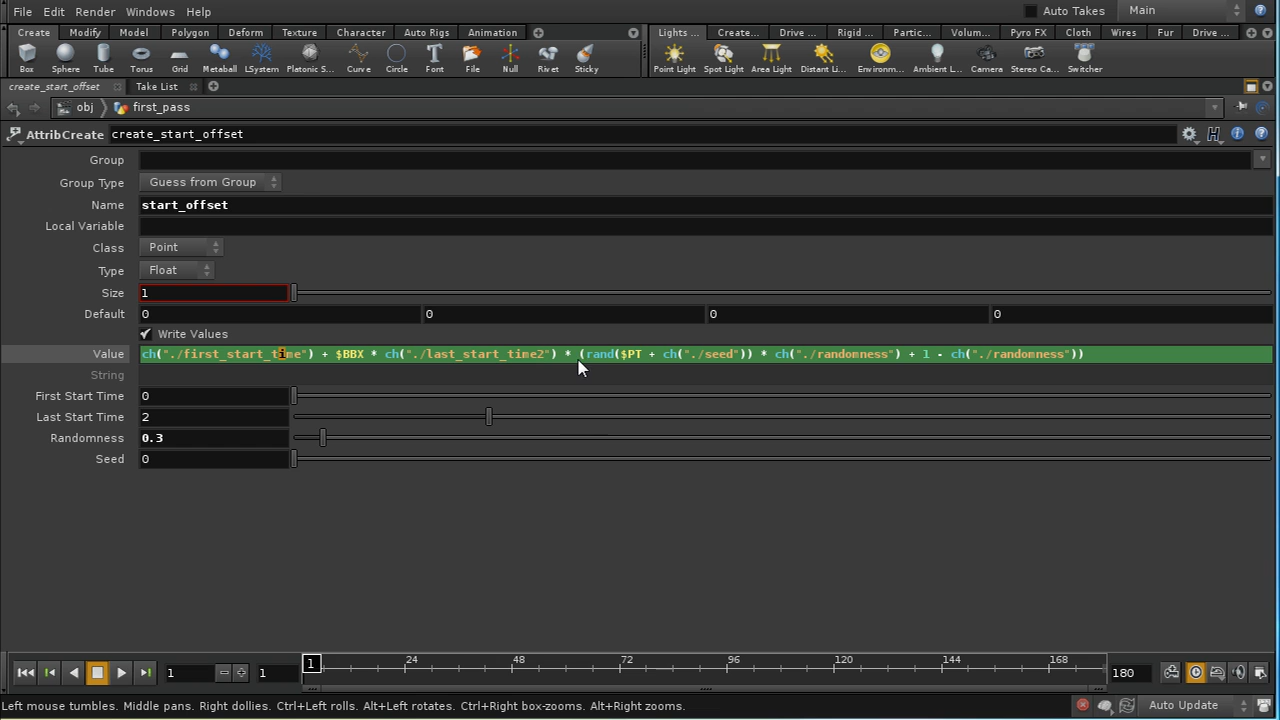 File Edit Render Windows Help Auto Takes Main
Create Modify Model Polygon Deform Texture Character Auto Rigs Animation Lights ... Create... Drive ... Rigid ... Partic... Volum... Pyro FX Cloth Wires Fur Drive ...
Box Sphere Tube Torus Grid Metaball LSystem Platonic S... Curve Circle Font File Null Rivet Sticky Point Light Spot Light Area Light Distant Li... Environm... Ambient L... Camera Stereo Ca... Switcher
create_start_offset Take List
obj first_pass
AttribCreate create_start_offset
Group
Group Type Guess from Group
Name start_offset
Local Variable
Class Point
Type Float
Size 1
Default 0 0 0 0
Write Values
Value ch("./first_start_time") + $BBX * ch("./last_start_time2") * (rand($PT + ch("./seed")) * ch("./randomness") + 1 - ch("./randomness"))
String
First Start Time 0
Last Start Time 2
Randomness 0.3
Seed 0
1 1 1 24 48 72 96 120 144 168 180
Left mouse tumbles. Middle pans. Right dollies. Ctrl+Left rolls. Alt+Left rotates. Ctrl+Right box-zooms. Alt+Right zooms. Auto Update